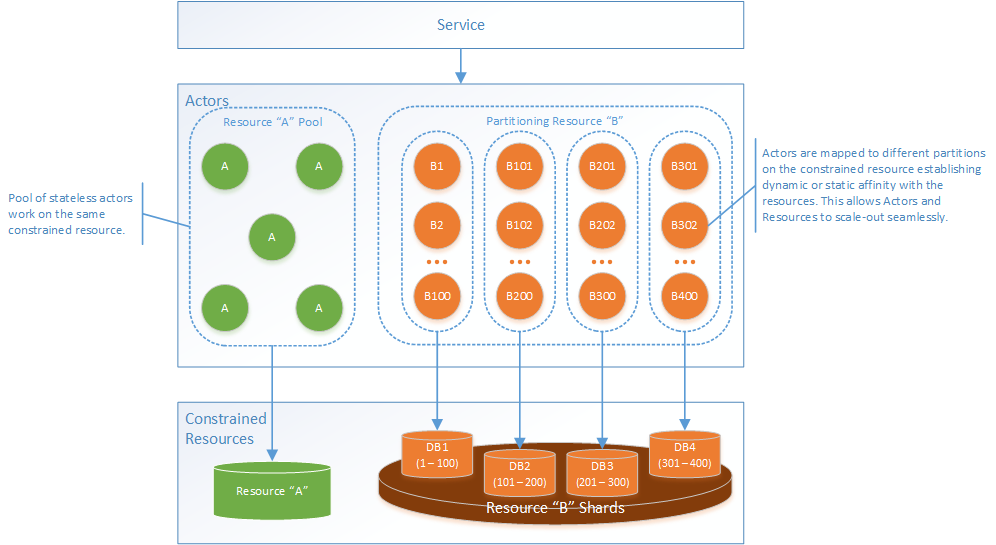 Service
Actors
Resource “A” Pool
Partitioning Resource “B”
A
A
A
A
A
B1
B101
B201
B301
B2
B102
B202
B302
B100
B200
B300
B400
Pool of stateless actors
work on the same
constrained resource.
Actors are mapped to different partitions
on the constrained resource establishing
dynamic or static affinity with the
resources. This allows Actors and
Resources to scale-out seamlessly.
Constrained
Resources
Resource “A”
DB1
(1 – 100)
DB2
(101 – 200)
DB3
(201 – 300)
DB4
(301 – 400)
Resource “B” Shards